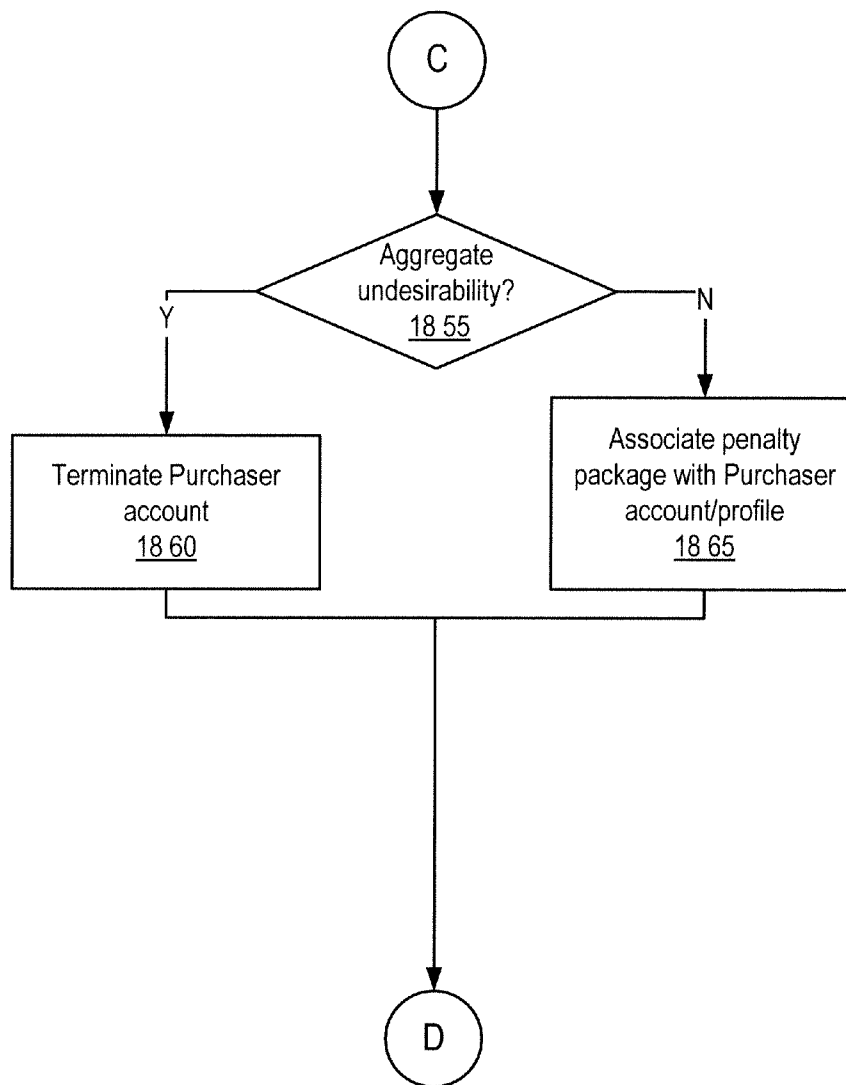 C
Aggregate
undesirability?
18 55
Y
N
Terminate Purchaser
account
18 60
Associate penalty
package with Purchaser
account/profile
18 65
D